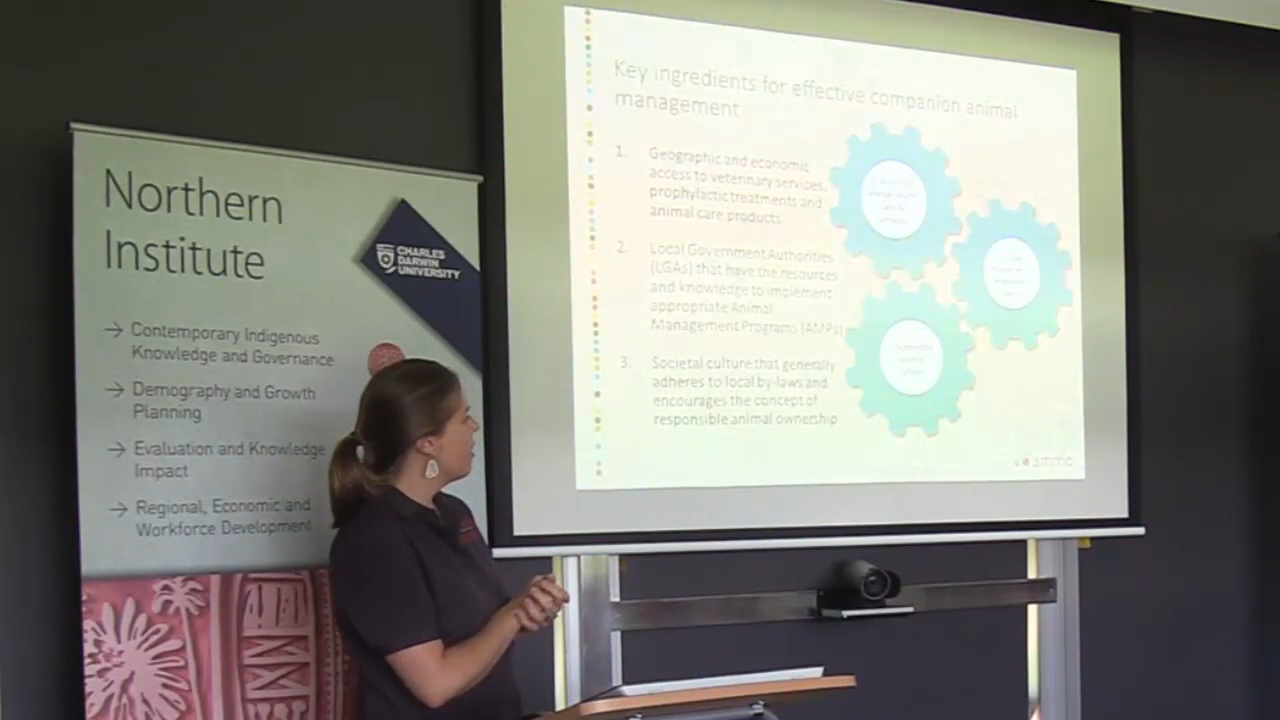 Northern
Institute
CHARLES
DARWIN
UNIVERSITY
→ Contemporary Indigenous
Knowledge and Governance
→ Demography and Growth
Planning
→ Evaluation and Knowledge
Impact
→ Regional, Economic and
Workforce Development
Key ingredients for effective companion animal
management
1. Geographic and economic
access to veterinary services,
prophylactic treatments and
animal care products
2. Local Government Authorities
(LGAs) that have the resources
and knowledge to implement
appropriate Animal
Management Programs (AMPs)
3. Societal culture that generally
adheres to local by-laws and
encourages the concept of
responsible animal ownership